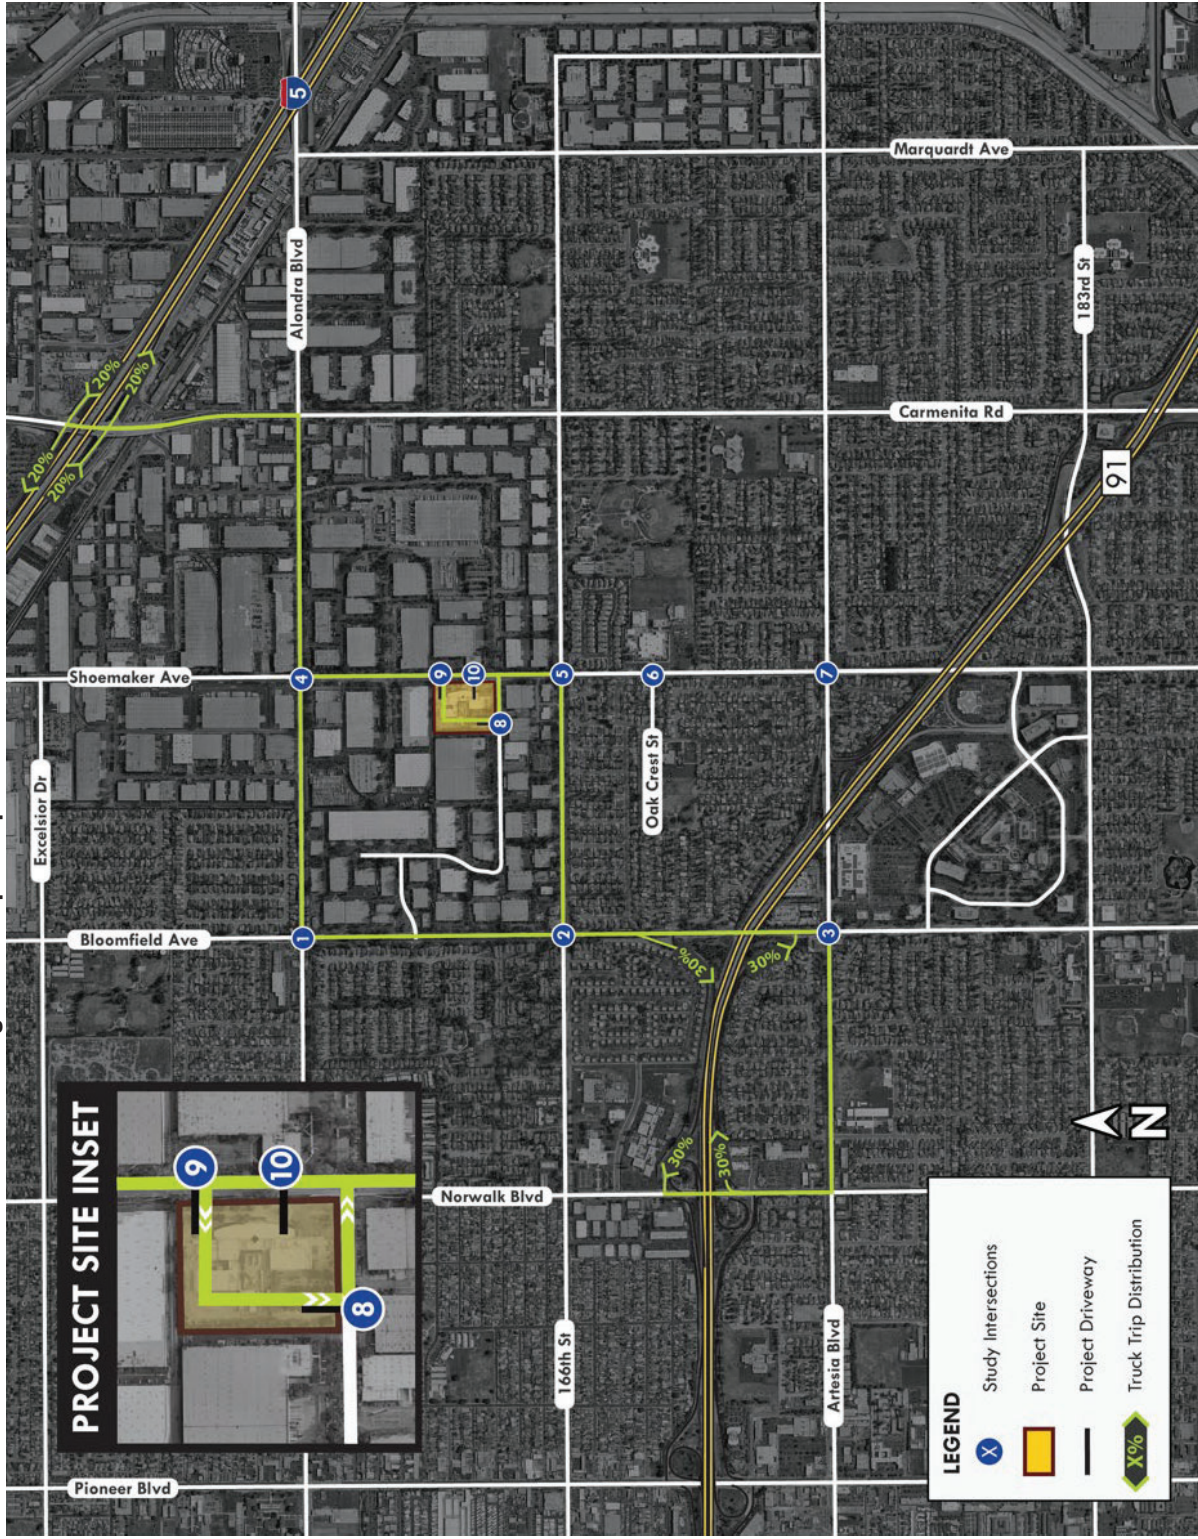 PROJECT SITE INSET
9
10
8
Pioneer Blvd
Norwalk Blvd
Bloomfield Ave
Shoemaker Ave
Carmenita Rd
Marquardt Ave
Excelsior Dr
Alondra Blvd
166th St
Oak Crest St
Artesia Blvd
183rd St
5
91
20%
20%
20%
20%
30%
30%
30%
30%
1
2
3
4
5
6
7
8
9
10
N
LEGEND
X Study Intersections
Project Site
Project Driveway
X% Truck Trip Distribution